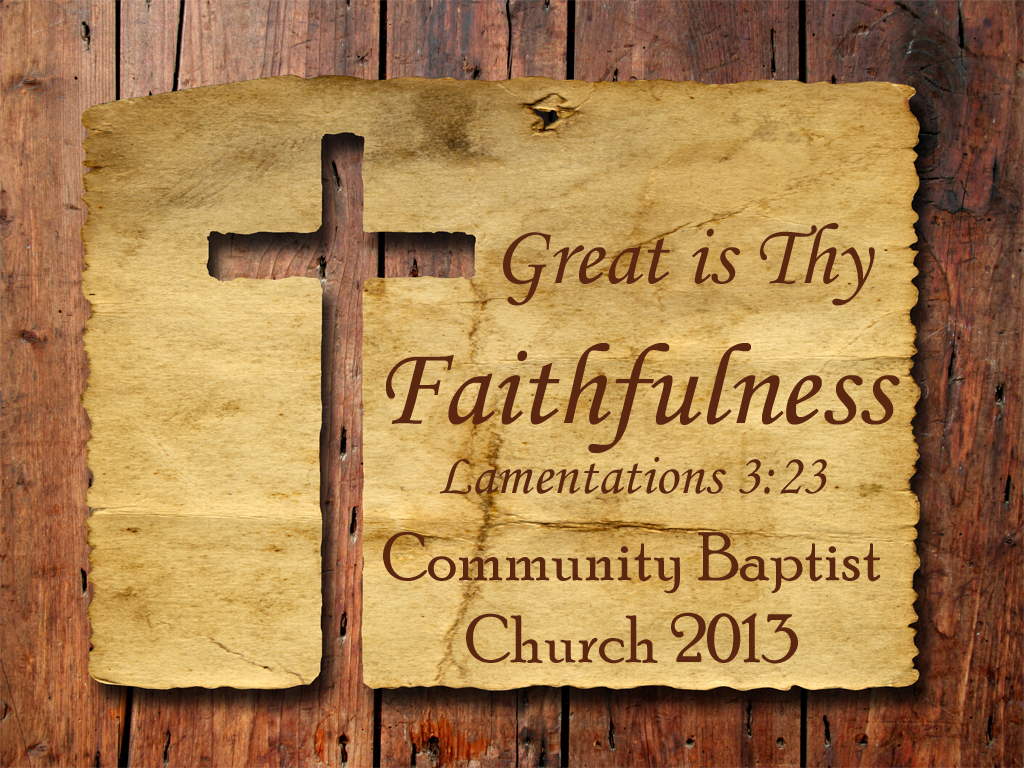 Great is Thy
Faithfulness
Lamentations 3:23
Community Baptist
Church 2013